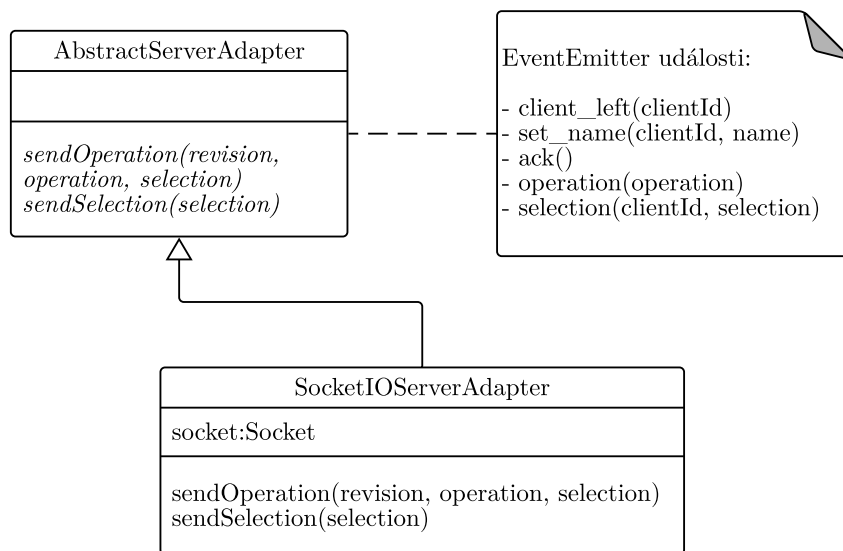 AbstractServerAdapter
sendOperation(revision,
operation, selection)
sendSelection(selection)
EventEmitter události:
- client_left(clientId)
- set_name(clientId, name)
- ack()
- operation(operation)
- selection(clientId, selection)
SocketIOServerAdapter
socket:Socket
sendOperation(revision, operation, selection)
sendSelection(selection)